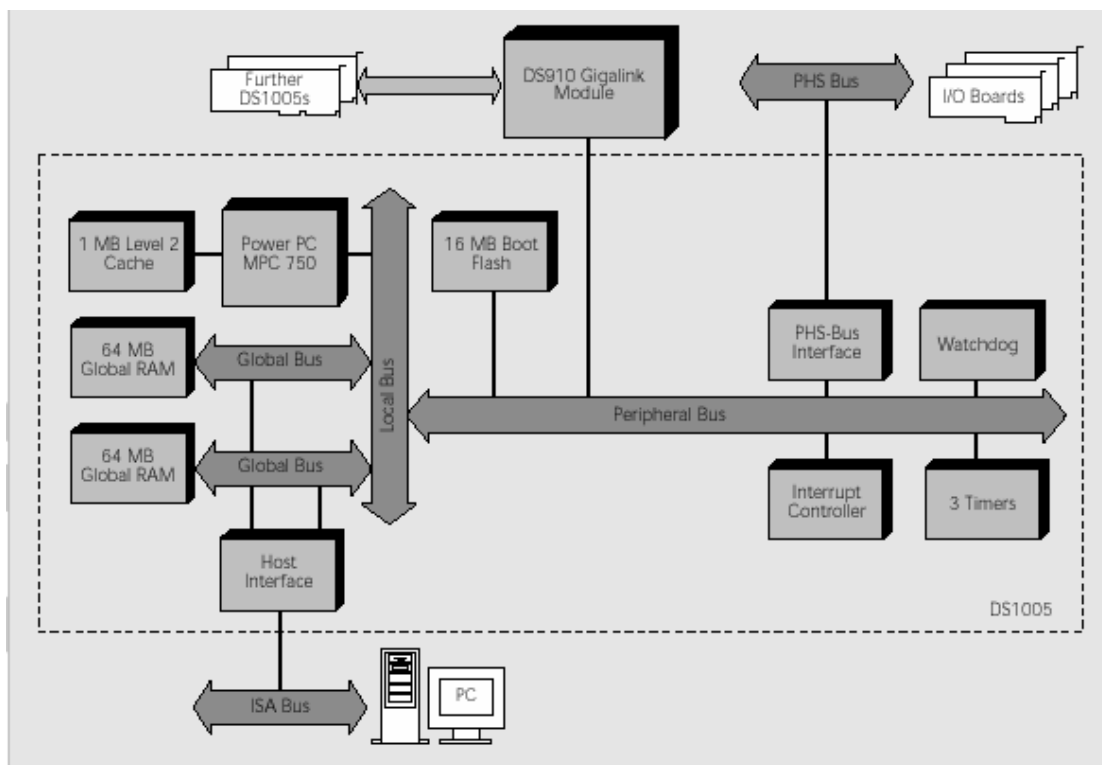 Further
DS1005s
DS910 Gigalink
Module
PHS Bus
I/O Boards
1 MB Level 2
Cache
Power PC
MPC 750
16 MB Boot
Flash
64 MB
Global RAM
Global Bus
Local Bus
PHS-Bus
Interface
Watchdog
Peripheral Bus
64 MB
Global RAM
Global Bus
Interrupt
Controller
3 Timers
Host
Interface
DS1005
ISA Bus
PC